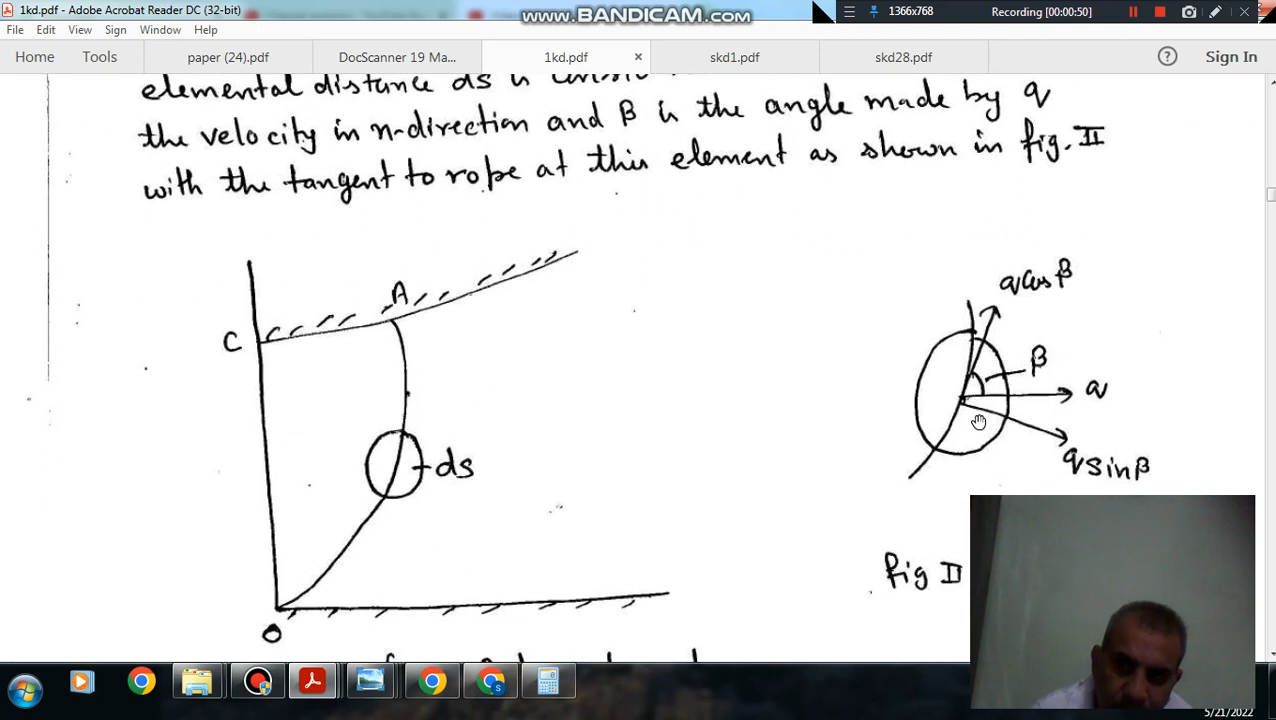 1kd.pdf - Adobe Acrobat Reader DC (32-bit)
www.BANDICAM.com
1366x768
Recording [00:00:50]
File Edit View Sign Window Help
Home Tools paper (24).pdf DocScanner 19 Ma... 1kd.pdf × skd1.pdf skd28.pdf Sign In
elemental distance ds is
the velocity in n-direction and β is the angle made by q
with the tangent to rope at this element as shown in fig. II
C
A
ds
O
q cos β
β
q
q sin β
fig II
5/21/2022